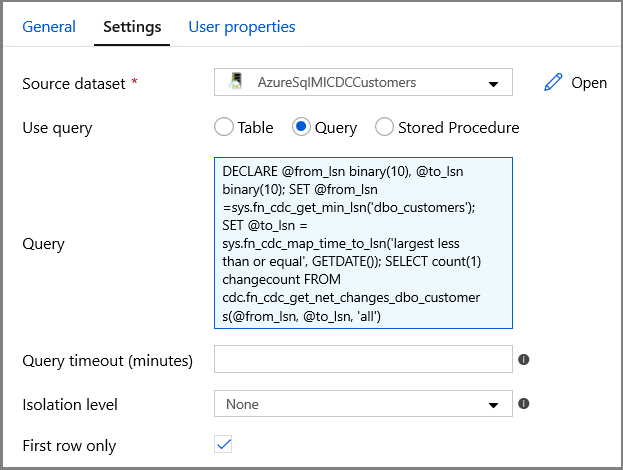 General Settings User properties
Source dataset * AzureSqlMICDCCustomers Open
Use query Table Query Stored Procedure
DECLARE @from_lsn binary(10), @to_lsn
binary(10); SET @from_lsn
=sys.fn_cdc_get_min_lsn('dbo_customers');
SET @to_lsn =
sys.fn_cdc_map_time_to_lsn('largest less
Query
than or equal', GETDATE()); SELECT count(1)
changecount FROM
cdc.fn_cdc_get_net_changes_dbo_customer
s(@from_lsn, @to_lsn, 'all')
Query timeout (minutes)
Isolation level None
First row only